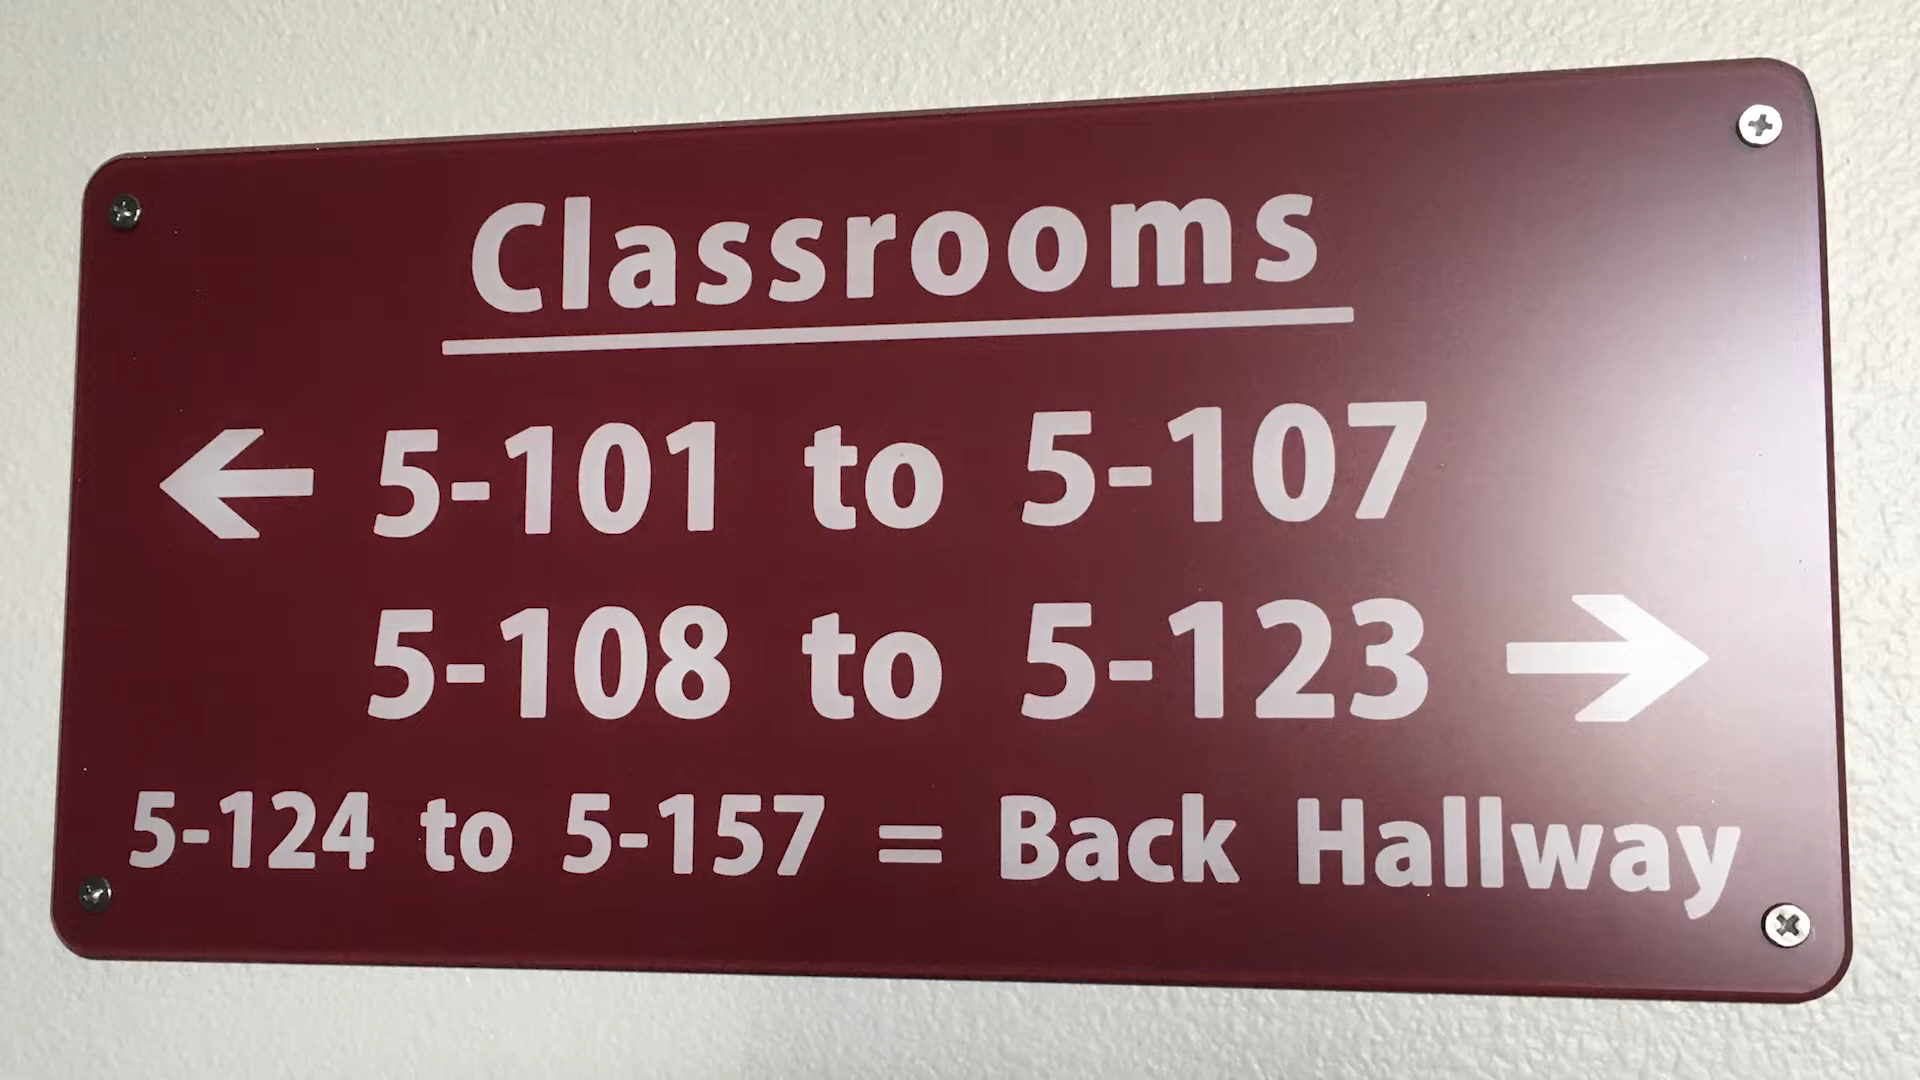 Classrooms
← 5-101 to 5-107
5-108 to 5-123 →
5-124 to 5-157 = Back Hallway